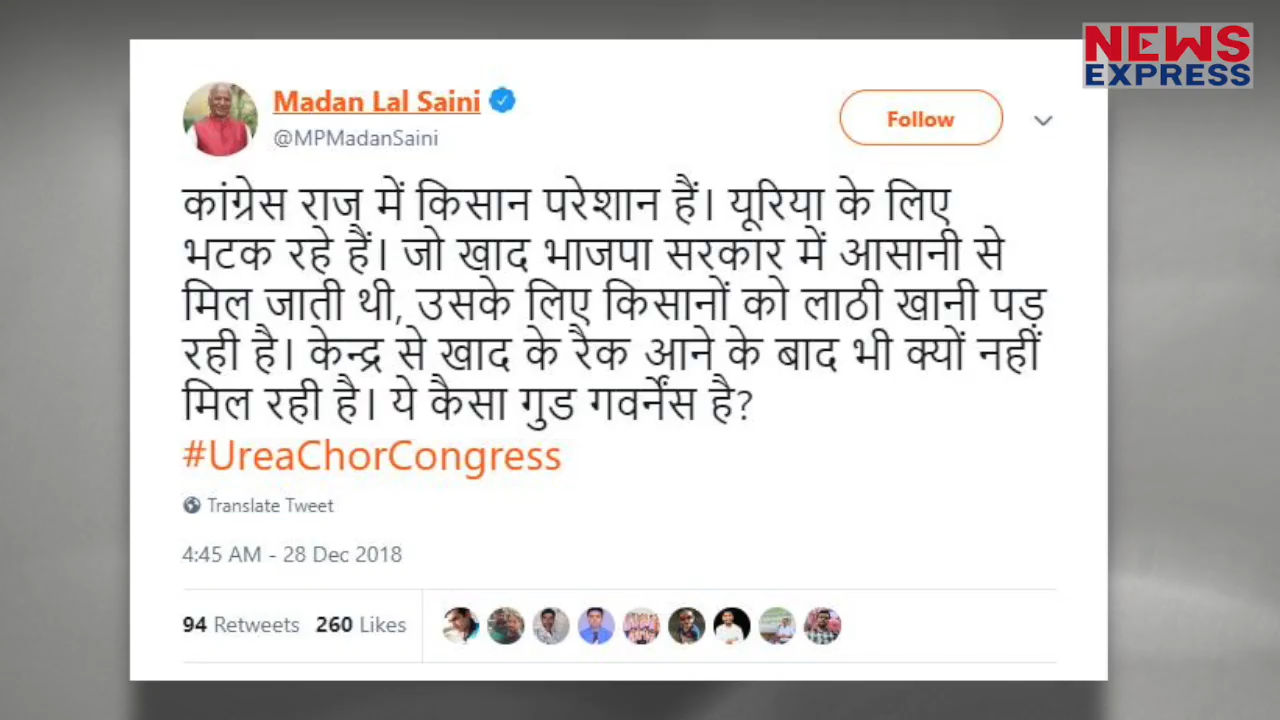 NEWS
EXPRESS
Madan Lal Saini
@MPMadanSaini
Follow
कांग्रेस राज में किसान परेशान हैं। यूरिया के लिए
भटक रहे हैं। जो खाद भाजपा सरकार में आसानी से
मिल जाती थी, उसके लिए किसानों को लाठी खानी पड़
रही है। केन्द्र से खाद के रैक आने के बाद भी क्यों नहीं
मिल रही है। ये कैसा गुड गवर्नेंस है?
#UreaChorCongress
Translate Tweet
4:45 AM - 28 Dec 2018
94 Retweets 260 Likes